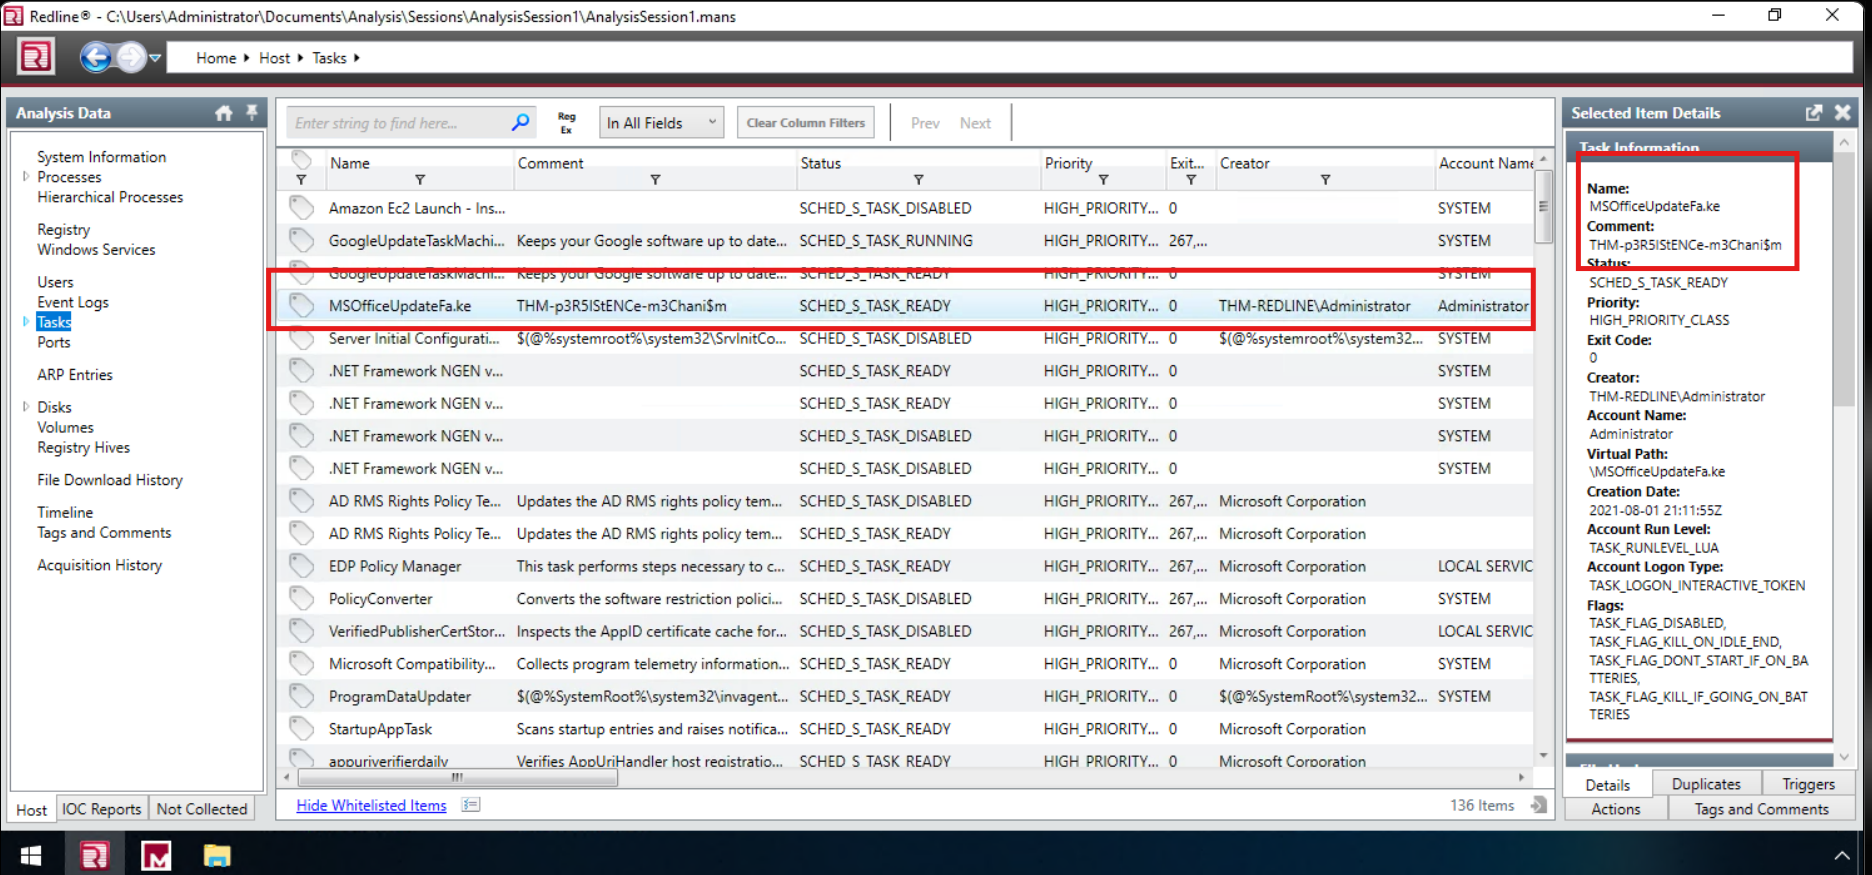 Redline® - C:\Users\Administrator\Documents\Analysis\Sessions\AnalysisSession1\AnalysisSession1.mans
Home Host Tasks
Analysis Data
System Information
Processes
Hierarchical Processes
Registry
Windows Services
Users
Event Logs
Tasks
Ports
ARP Entries
Disks
Volumes
Registry Hives
File Download History
Timeline
Tags and Comments
Acquisition History
Host IOC Reports Not Collected
Enter string to find here... Reg Ex In All Fields Clear Column Filters Prev Next
Name Comment Status Priority Exit... Creator Account Name
Amazon Ec2 Launch - Ins... SCHED_S_TASK_DISABLED HIGH_PRIORITY... 0 SYSTEM
GoogleUpdateTaskMachi... Keeps your Google software up to date... SCHED_S_TASK_RUNNING HIGH_PRIORITY... 267,... SYSTEM
GoogleUpdateTaskMachi... Keeps your Google software up to date... SCHED_S_TASK_READY HIGH_PRIORITY... 0 SYSTEM
MSOfficeUpdateFa.ke THM-p3R5IStENCe-m3Chani$m SCHED_S_TASK_READY HIGH_PRIORITY... 0 THM-REDLINE\Administrator Administrator
Server Initial Configurati... $(@%systemroot%\system32\SrvInitCo... SCHED_S_TASK_DISABLED HIGH_PRIORITY... 0 $(@%systemroot%\system32... SYSTEM
.NET Framework NGEN v... SCHED_S_TASK_READY HIGH_PRIORITY... 0 SYSTEM
.NET Framework NGEN v... SCHED_S_TASK_READY HIGH_PRIORITY... 0 SYSTEM
.NET Framework NGEN v... SCHED_S_TASK_DISABLED HIGH_PRIORITY... 0 SYSTEM
.NET Framework NGEN v... SCHED_S_TASK_DISABLED HIGH_PRIORITY... 0 SYSTEM
AD RMS Rights Policy Te... Updates the AD RMS rights policy tem... SCHED_S_TASK_DISABLED HIGH_PRIORITY... 267,... Microsoft Corporation
AD RMS Rights Policy Te... Updates the AD RMS rights policy tem... SCHED_S_TASK_READY HIGH_PRIORITY... 0 Microsoft Corporation
EDP Policy Manager This task performs steps necessary to c... SCHED_S_TASK_READY HIGH_PRIORITY... 267,... Microsoft Corporation LOCAL SERVIC
PolicyConverter Converts the software restriction polici... SCHED_S_TASK_DISABLED HIGH_PRIORITY... 267,... Microsoft Corporation SYSTEM
VerifiedPublisherCertStor... Inspects the AppID certificate cache for... SCHED_S_TASK_DISABLED HIGH_PRIORITY... 267,... Microsoft Corporation LOCAL SERVIC
Microsoft Compatibility... Collects program telemetry information... SCHED_S_TASK_READY HIGH_PRIORITY... 0 Microsoft Corporation SYSTEM
ProgramDataUpdater $(@%SystemRoot%\system32\invagent... SCHED_S_TASK_READY HIGH_PRIORITY... 0 $(@%SystemRoot%\system32... SYSTEM
StartupAppTask Scans startup entries and raises notifica... SCHED_S_TASK_READY HIGH_PRIORITY... 0 Microsoft Corporation
appuriverifierdaily Verifies AppUriHandler host registratio... SCHED_S_TASK_READY HIGH_PRIORITY... 0 Microsoft Corporation
Hide Whitelisted Items 136 Items
Selected Item Details
Task Information
Name:
MSOfficeUpdateFa.ke
Comment:
THM-p3R5IStENCe-m3Chani$m
Status:
SCHED_S_TASK_READY
Priority:
HIGH_PRIORITY_CLASS
Exit Code:
0
Creator:
THM-REDLINE\Administrator
Account Name:
Administrator
Virtual Path:
\MSOfficeUpdateFa.ke
Creation Date:
2021-08-01 21:11:55Z
Account Run Level:
TASK_RUNLEVEL_LUA
Account Logon Type:
TASK_LOGON_INTERACTIVE_TOKEN
Flags:
TASK_FLAG_DISABLED,
TASK_FLAG_KILL_ON_IDLE_END,
TASK_FLAG_DONT_START_IF_ON_BA
TTERIES,
TASK_FLAG_KILL_IF_GOING_ON_BAT
TERIES
Details Duplicates Triggers
Actions Tags and Comments